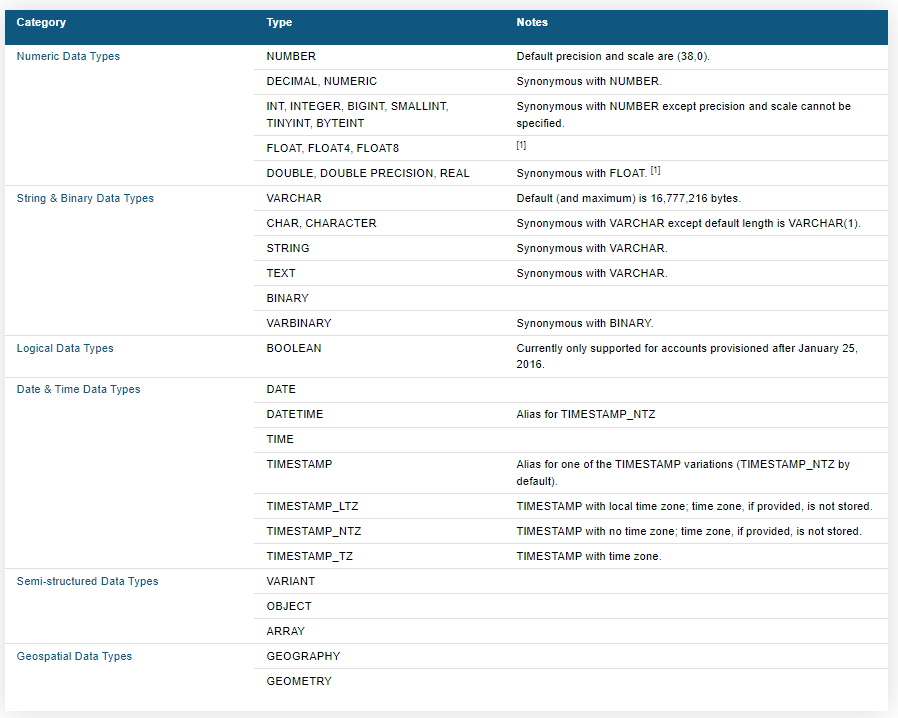 Category Type Notes
Numeric Data Types NUMBER Default precision and scale are (38,0).
DECIMAL, NUMERIC Synonymous with NUMBER.
INT, INTEGER, BIGINT, SMALLINT, Synonymous with NUMBER except precision and scale cannot be
TINYINT, BYTEINT specified.
FLOAT, FLOAT4, FLOAT8 [1]
DOUBLE, DOUBLE PRECISION, REAL Synonymous with FLOAT. [1]
String & Binary Data Types VARCHAR Default (and maximum) is 16,777,216 bytes.
CHAR, CHARACTER Synonymous with VARCHAR except default length is VARCHAR(1).
STRING Synonymous with VARCHAR.
TEXT Synonymous with VARCHAR.
BINARY
VARBINARY Synonymous with BINARY.
Logical Data Types BOOLEAN Currently only supported for accounts provisioned after January 25,
2016.
Date & Time Data Types DATE
DATETIME Alias for TIMESTAMP_NTZ
TIME
TIMESTAMP Alias for one of the TIMESTAMP variations (TIMESTAMP_NTZ by
default).
TIMESTAMP_LTZ TIMESTAMP with local time zone; time zone, if provided, is not stored.
TIMESTAMP_NTZ TIMESTAMP with no time zone; time zone, if provided, is not stored.
TIMESTAMP_TZ TIMESTAMP with time zone.
Semi-structured Data Types VARIANT
OBJECT
ARRAY
Geospatial Data Types GEOGRAPHY
GEOMETRY